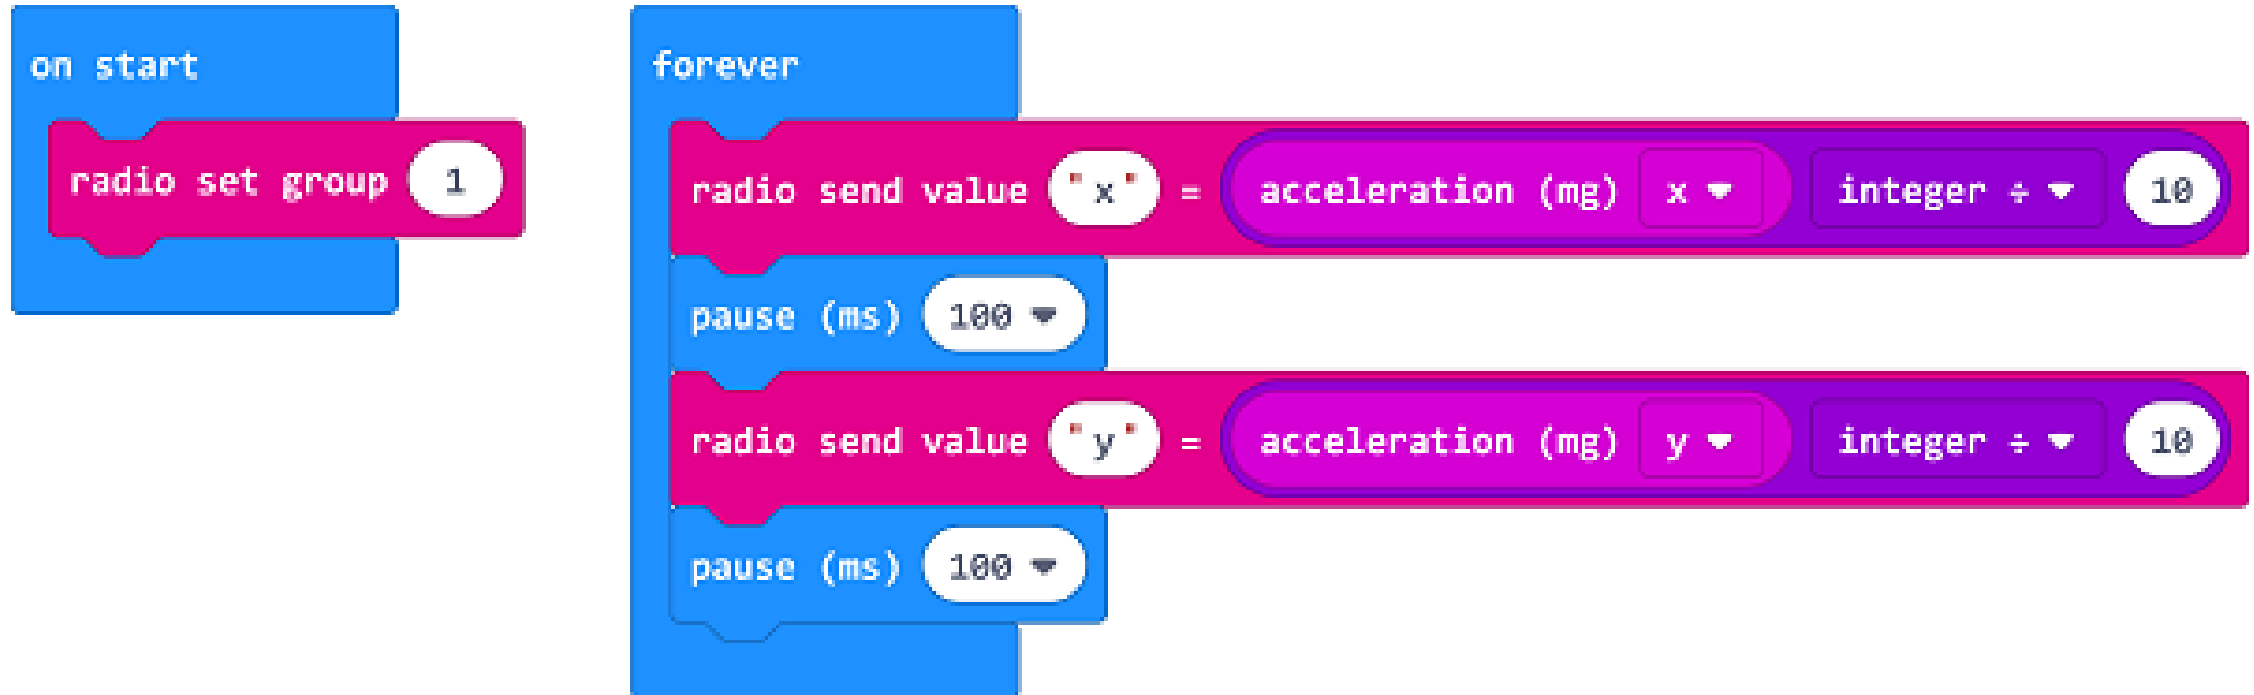 on start
radio set group 1
forever
radio send value "x" = acceleration (mg) x integer ÷ 10
pause (ms) 100
radio send value "y" = acceleration (mg) y integer ÷ 10
pause (ms) 100